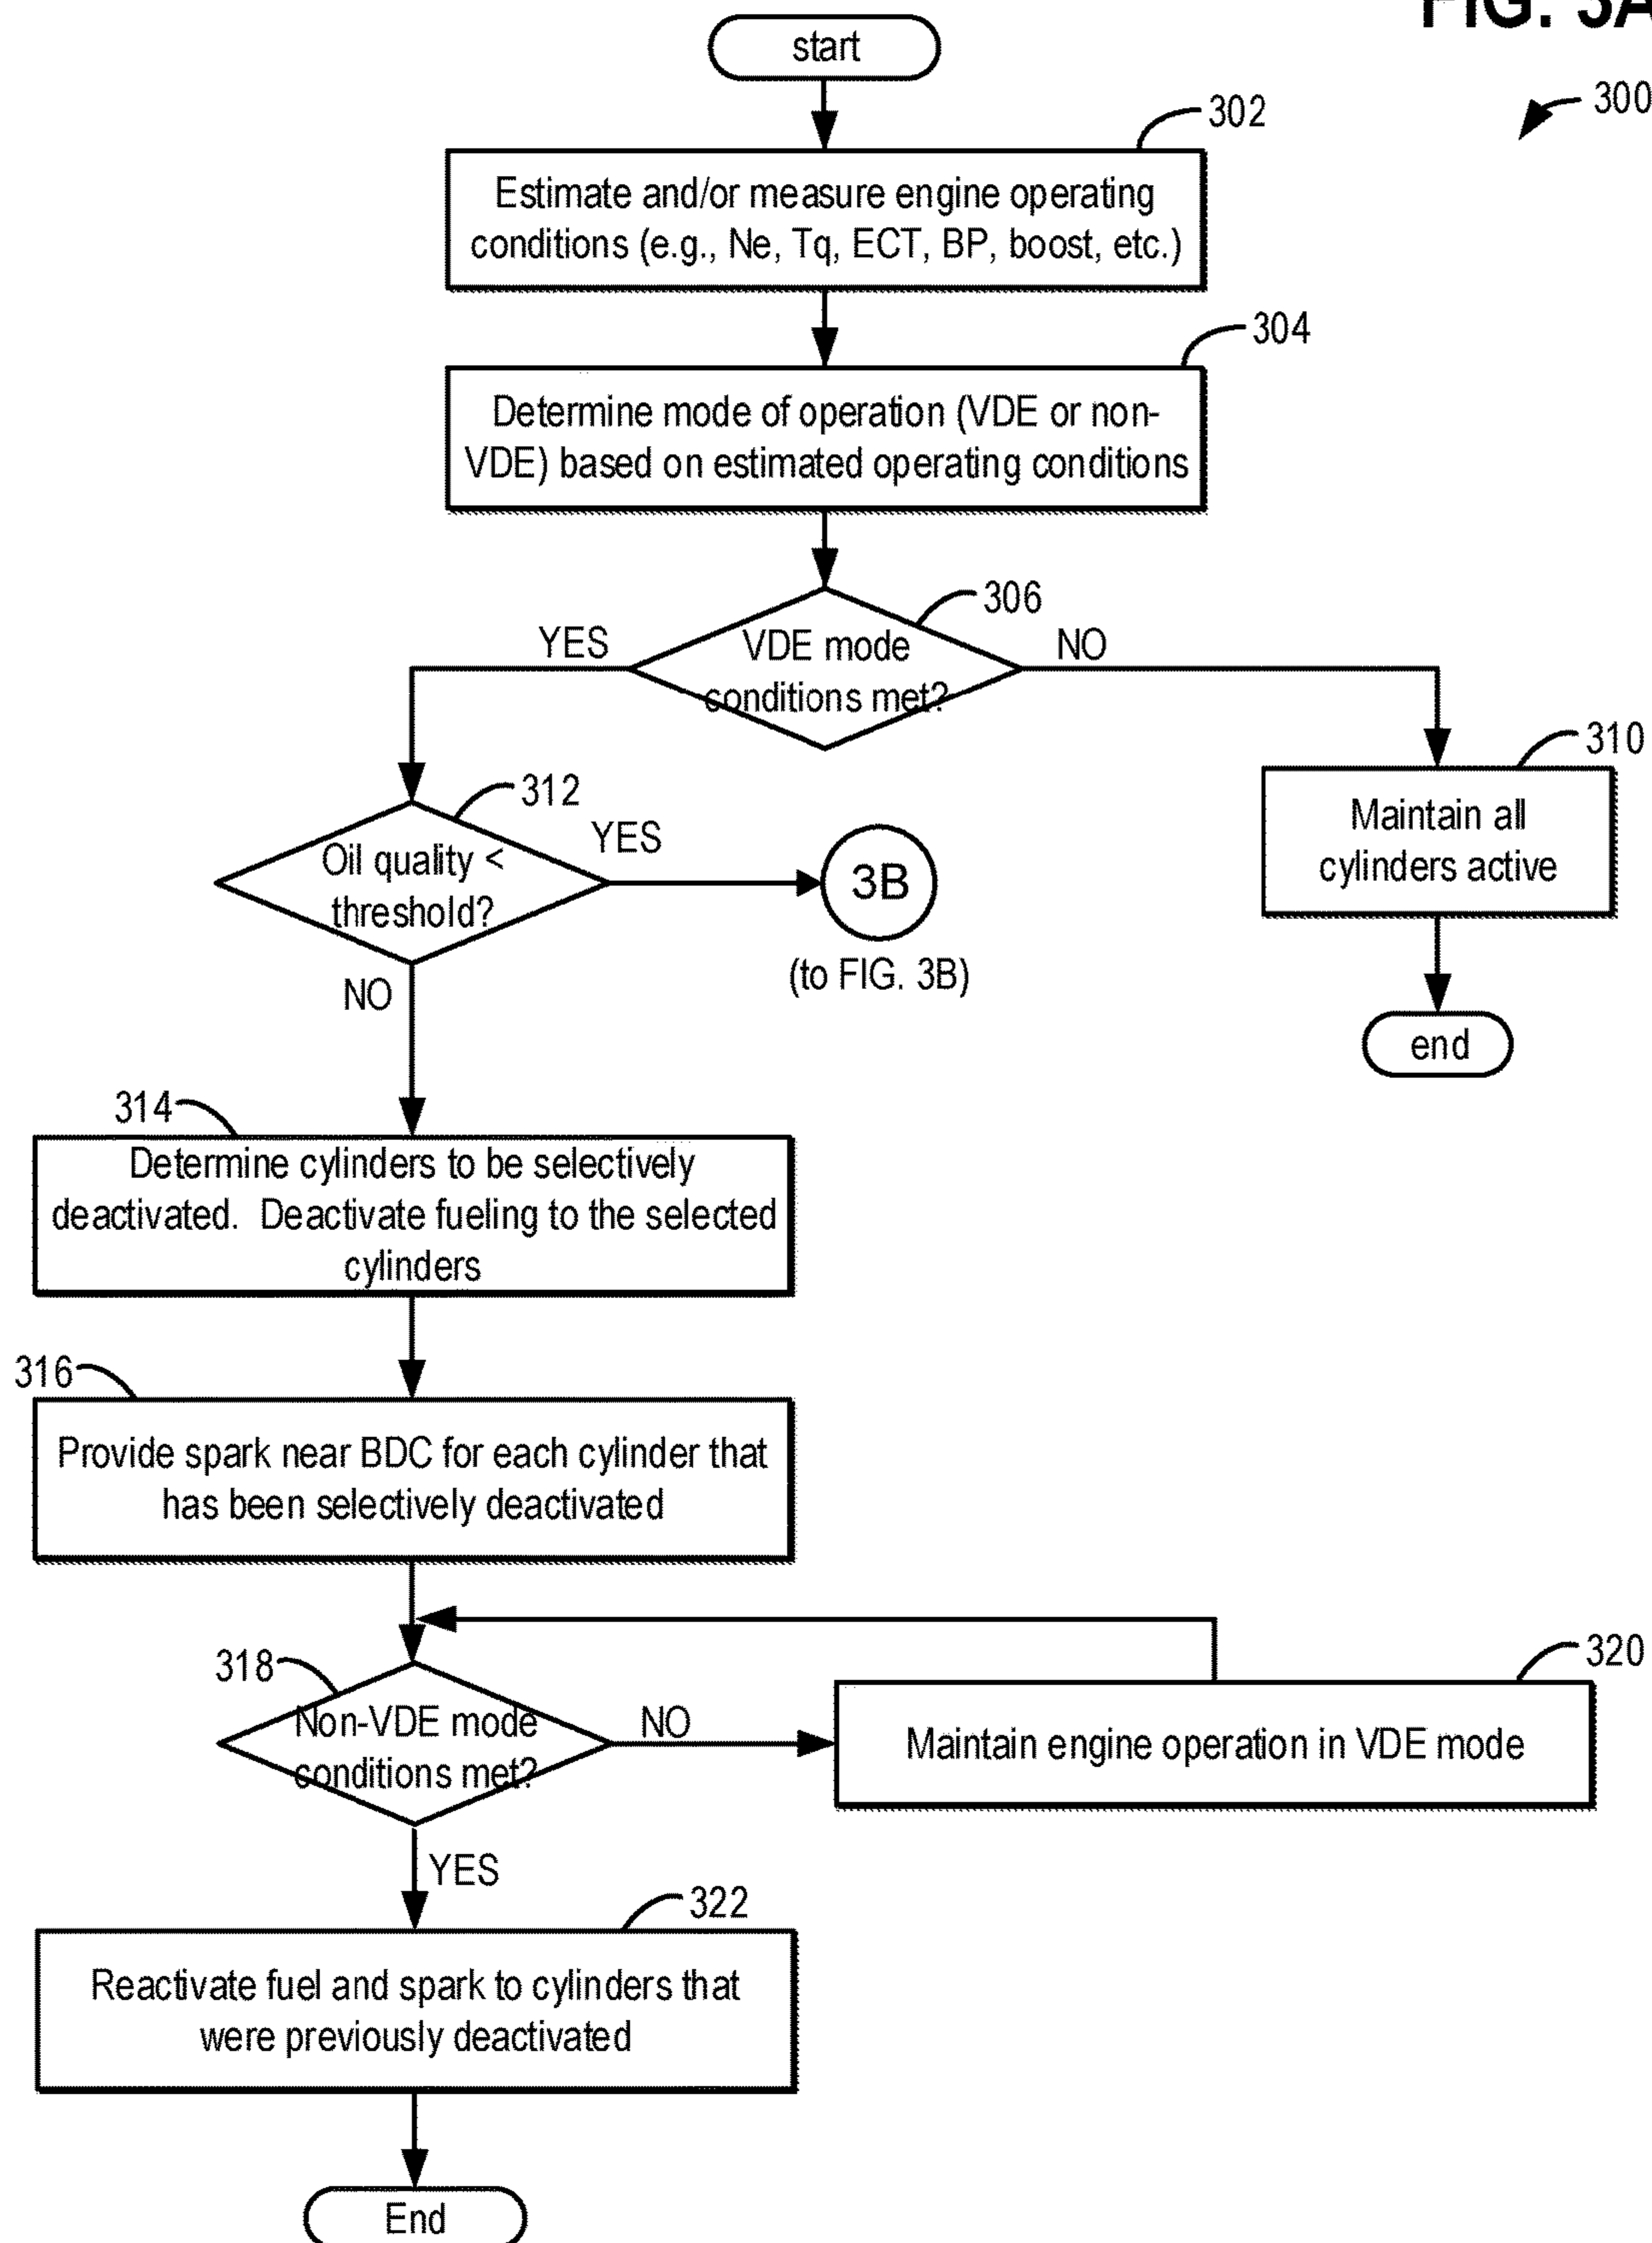 FIG. 3A
start
300
302
Estimate and/or measure engine operating
conditions (e.g., Ne, Tq, ECT, BP, boost, etc.)
304
Determine mode of operation (VDE or non-
VDE) based on estimated operating conditions
306
YES
VDE mode
conditions met?
NO
310
Maintain all
cylinders active
end
312
Oil quality <
threshold?
YES
3B
(to FIG. 3B)
NO
314
Determine cylinders to be selectively
deactivated. Deactivate fueling to the selected
cylinders
316
Provide spark near BDC for each cylinder that
has been selectively deactivated
318
Non-VDE mode
conditions met?
NO
320
Maintain engine operation in VDE mode
YES
322
Reactivate fuel and spark to cylinders that
were previously deactivated
End